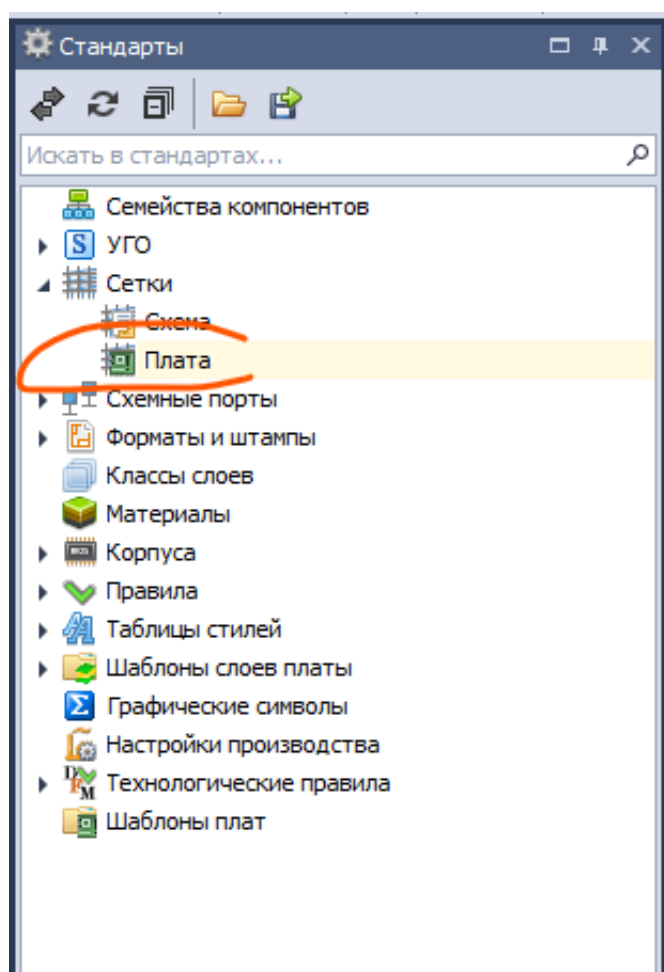 Стандарты
Искать в стандартах...
Семейства компонентов
S УГО
Сетки
Схема
Плата
Схемные порты
Форматы и штампы
Классы слоев
Материалы
Корпуса
Правила
Таблицы стилей
Шаблоны слоев платы
Σ Графические символы
Настройки производства
DFM Технологические правила
Шаблоны плат